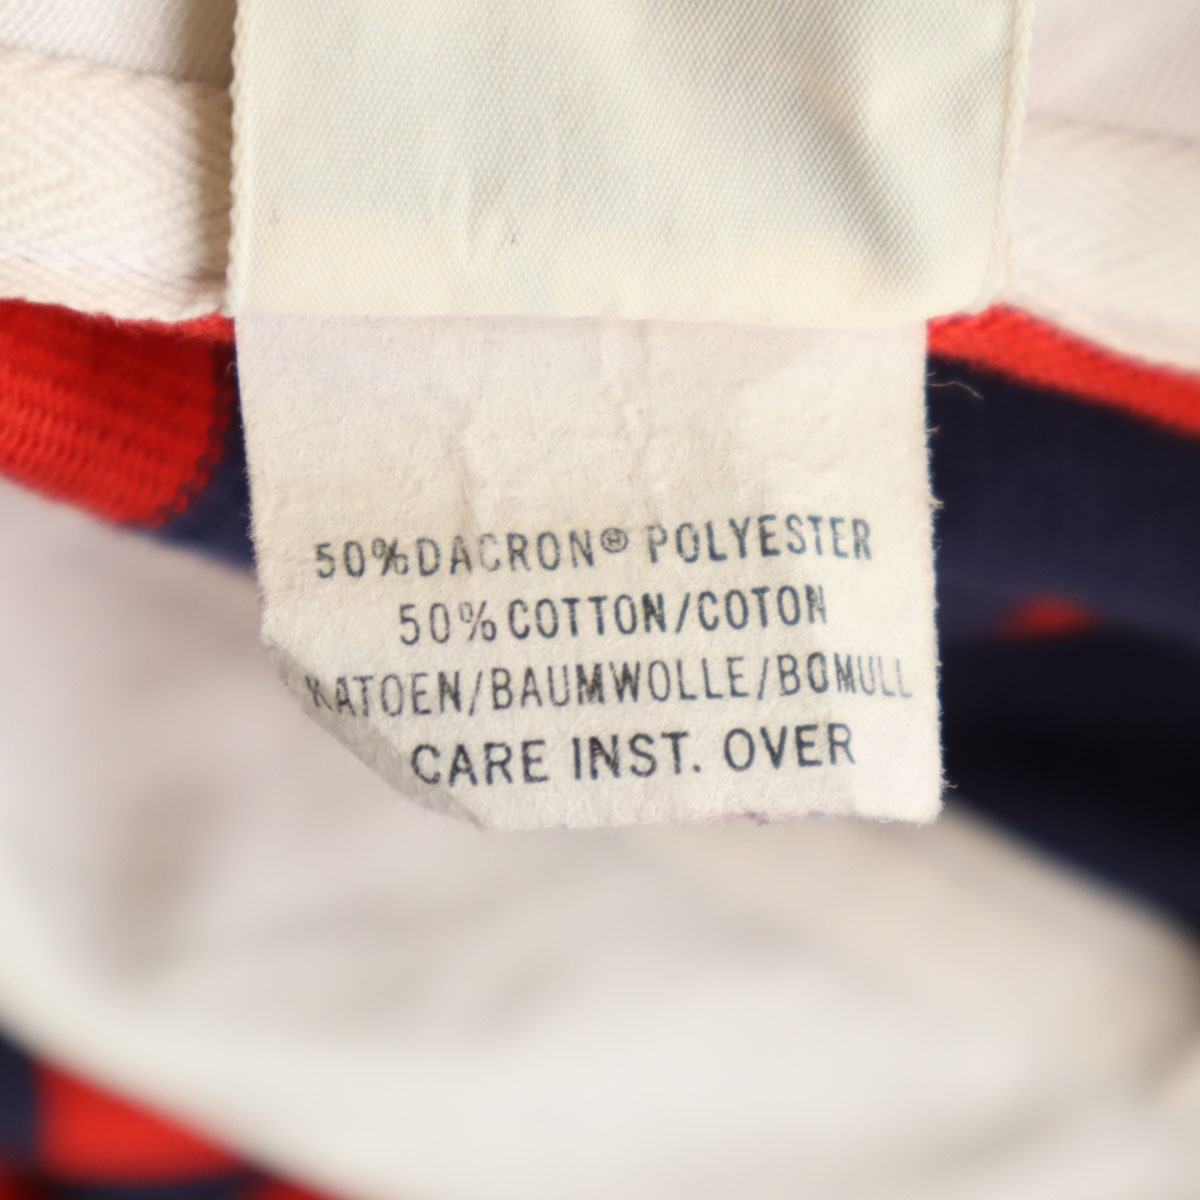 50% DACRON® POLYESTER
50% COTTON/COTON
KATOEN/BAUMWOLLE/BOMULL
CARE INST. OVER